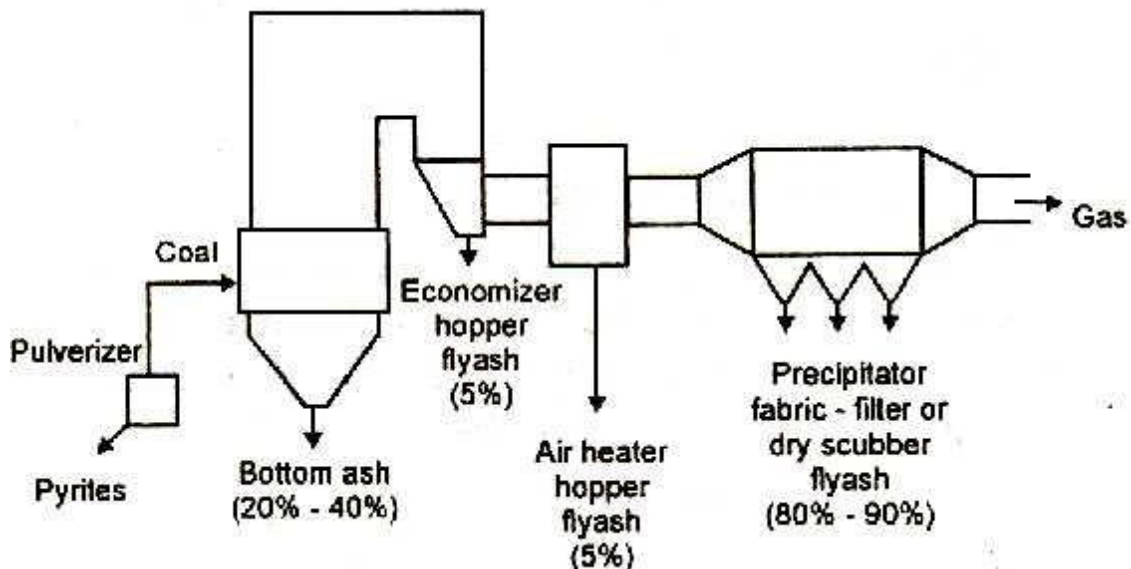 Coal
Pulverizer
Pyrites
Bottom ash
(20% - 40%)
Economizer
hopper
flyash
(5%)
Air heater
hopper
flyash
(5%)
Precipitator
fabric - filter or
dry scubber
flyash
(80% - 90%)
Gas